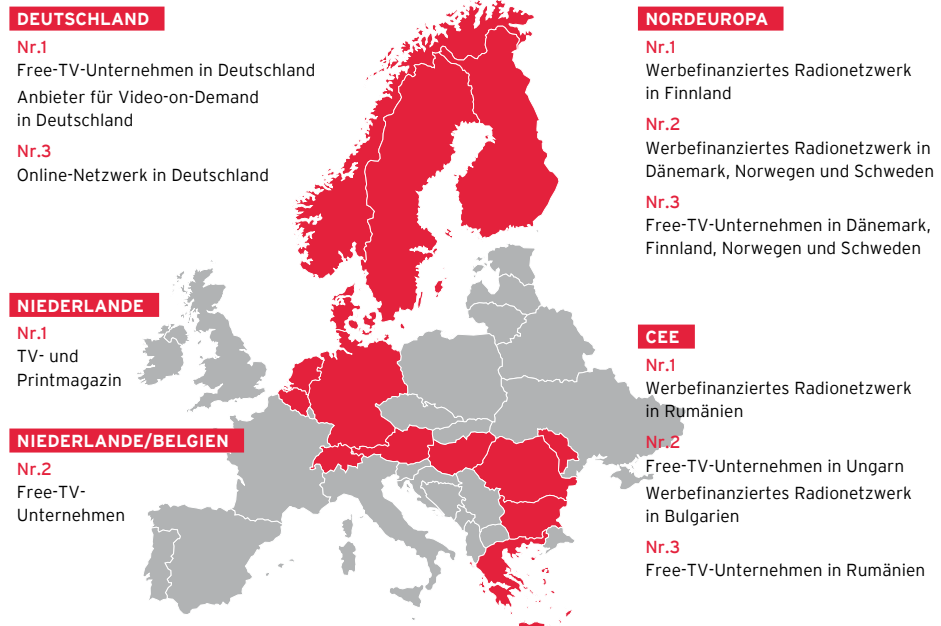 DEUTSCHLAND
Nr.1
Free-TV-Unternehmen in Deutschland
Anbieter für Video-on-Demand
in Deutschland
Nr.3
Online-Netzwerk in Deutschland
NIEDERLANDE
Nr.1
TV- und
Printmagazin
NIEDERLANDE/BELGIEN
Nr.2
Free-TV-
Unternehmen
NORDEUROPA
Nr.1
Werbefinanziertes Radionetzwerk
in Finnland
Nr.2
Werbefinanziertes Radionetzwerk in
Dänemark, Norwegen und Schweden
Nr.3
Free-TV-Unternehmen in Dänemark,
Finnland, Norwegen und Schweden
CEE
Nr.1
Werbefinanziertes Radionetzwerk
in Rumänien
Nr.2
Free-TV-Unternehmen in Ungarn
Werbefinanziertes Radionetzwerk
in Bulgarien
Nr.3
Free-TV-Unternehmen in Rumänien